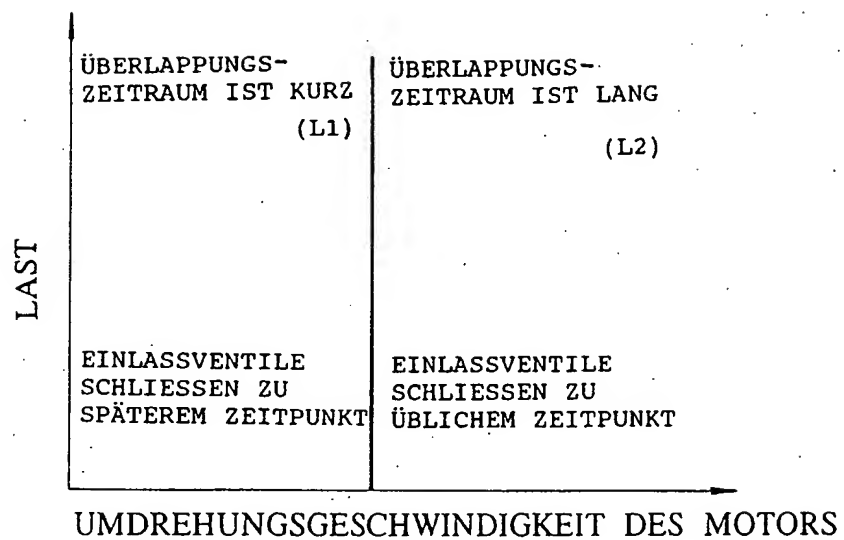 ÜBERLAPPUNGS-
ZEITRAUM IST KURZ
(L1)
ÜBERLAPPUNGS-
ZEITRAUM IST LANG
(L2)
LAST
EINLASSVENTILE
SCHLIESSEN ZU
SPÄTEREM ZEITPUNKT
EINLASSVENTILE
SCHLIESSEN ZU
ÜBLICHEM ZEITPUNKT
UMDREHUNGSGESCHWINDIGKEIT DES MOTORS